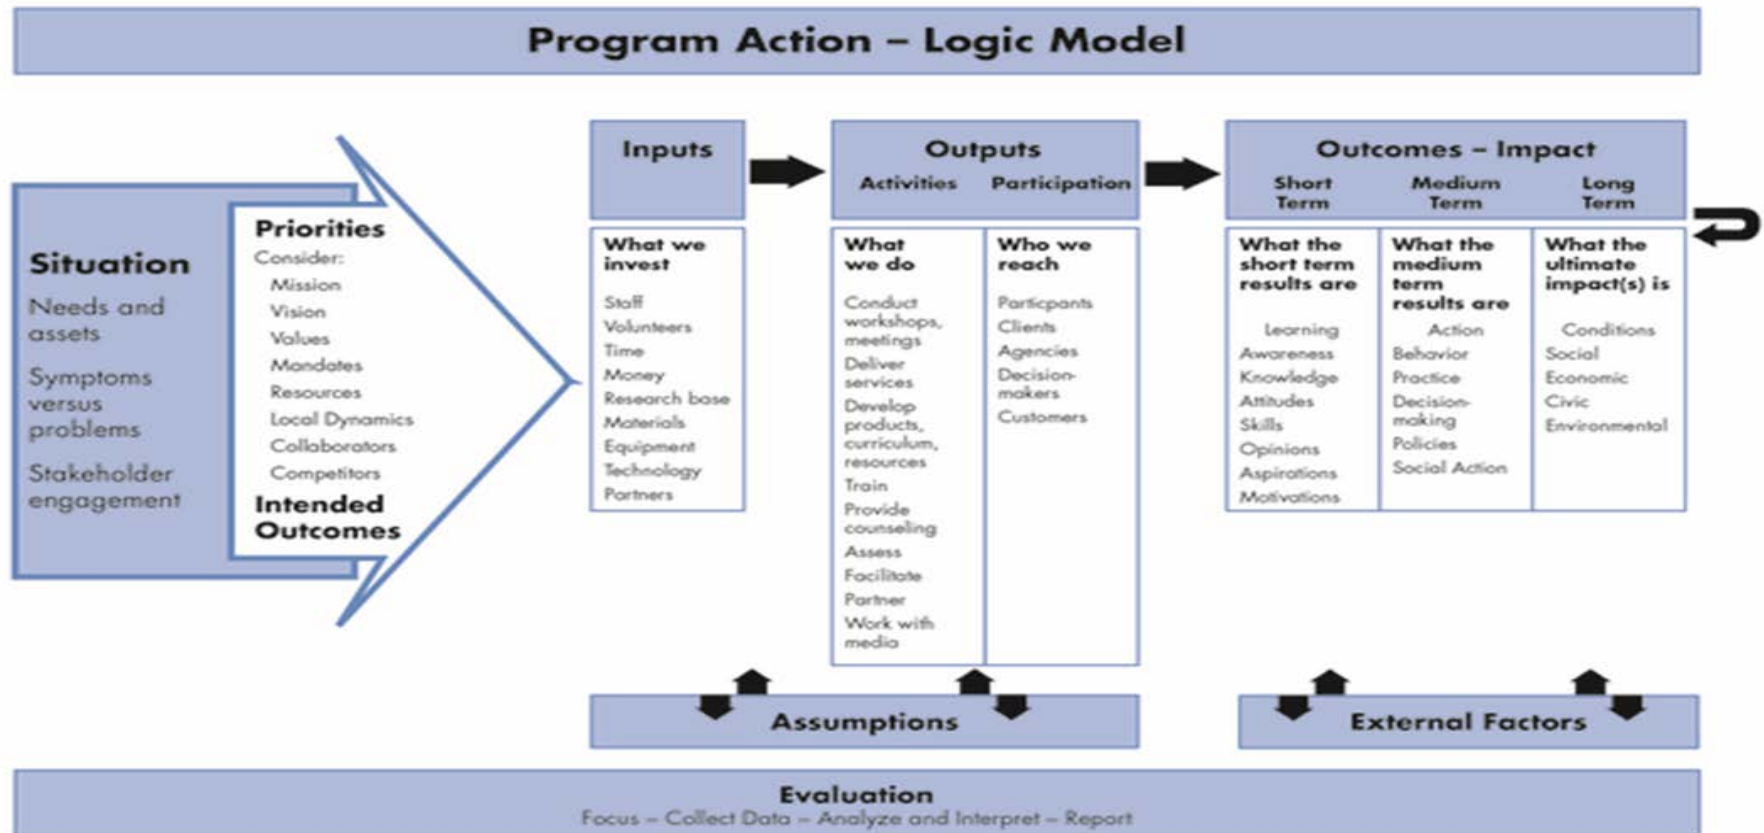 Program Action – Logic Model
Situation
Needs and
assets
Symptoms
versus
problems
Stakeholder
engagement
Priorities
Consider:
Mission
Vision
Values
Mandates
Resources
Local Dynamics
Collaborators
Competitors
Intended
Outcomes
Inputs
What we
invest
Staff
Volunteers
Time
Money
Research base
Materials
Equipment
Technology
Partners
Outputs
Activities
Participation
What
we do
Conduct
workshops,
meetings
Deliver
services
Develop
products,
curriculum,
resources
Train
Provide
counseling
Assess
Facilitate
Partner
Work with
media
Who we
reach
Particpants
Clients
Agencies
Decision-
makers
Customers
Outcomes – Impact
Short
Term
Medium
Term
Long
Term
What the
short term
results are
Learning
Awareness
Knowledge
Attitudes
Skills
Opinions
Aspirations
Motivations
What the
medium
term
results are
Action
Behavior
Practice
Decision-
making
Policies
Social Action
What the
ultimate
impact(s) is
Conditions
Social
Economic
Civic
Environmental
Assumptions
External Factors
Evaluation
Focus – Collect Data – Analyze and Interpret – Report